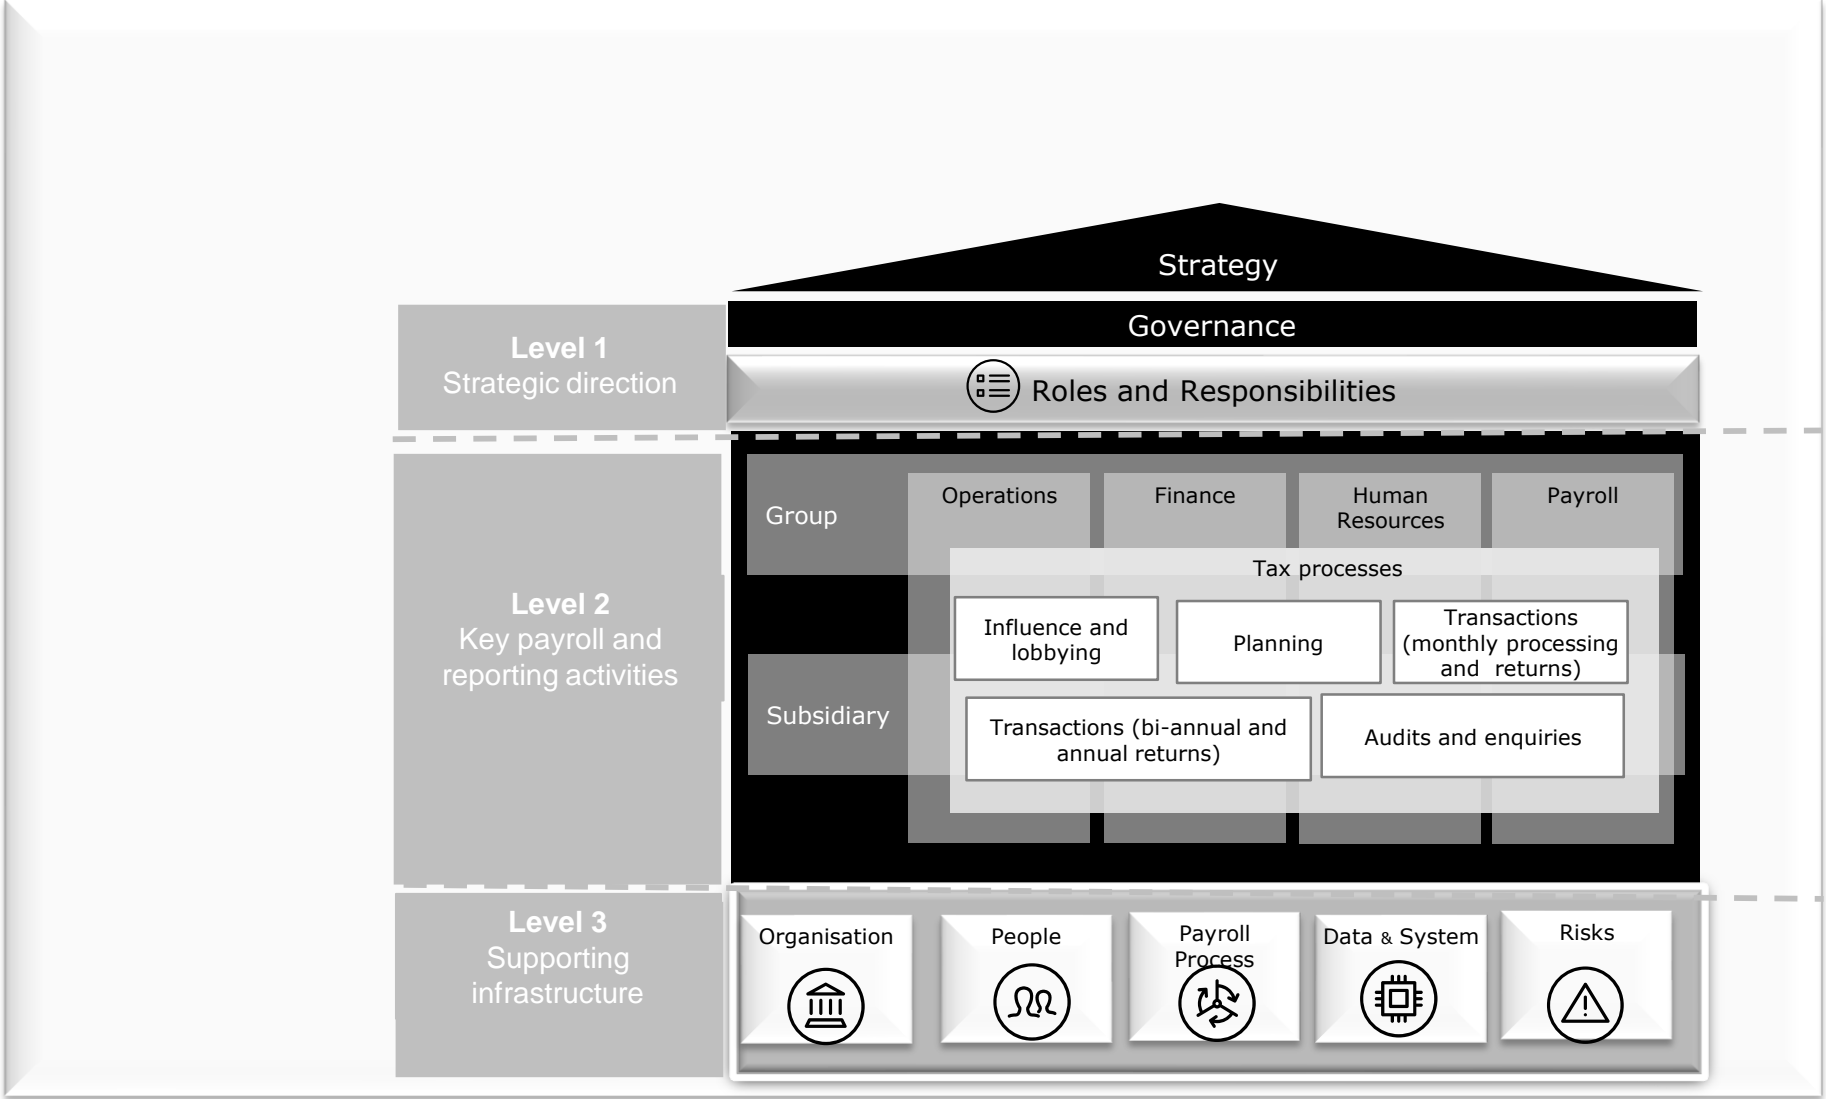 Strategy
Governance
Level 1
Strategic direction
Roles and Responsibilities
Operations
Finance
Human
Resources
Payroll
Group
Tax processes
Level 2
Key payroll and
reporting activities
Influence and
lobbying
Planning
Transactions
(monthly processing
and returns)
Subsidiary
Transactions (bi-annual and
annual returns)
Audits and enquiries
Level 3
Supporting
infrastructure
Organisation
People
Payroll
Process
Data & System
Risks